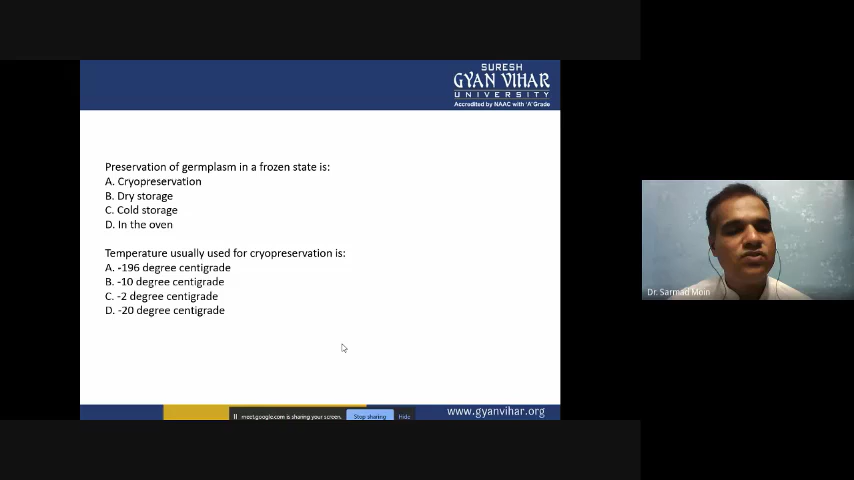 SURESH
GYAN VIHAR
UNIVERSITY
Accredited by NAAC with 'A' Grade
Preservation of germplasm in a frozen state is:
A. Cryopreservation
B. Dry storage
C. Cold storage
D. In the oven
Temperature usually used for cryopreservation is:
A. -196 degree centigrade
B. -10 degree centigrade
C. -2 degree centigrade
D. -20 degree centigrade
Dr. Sarmad Moin
meet.google.com is sharing your screen.
Stop sharing
Hide
www.gyanvihar.org